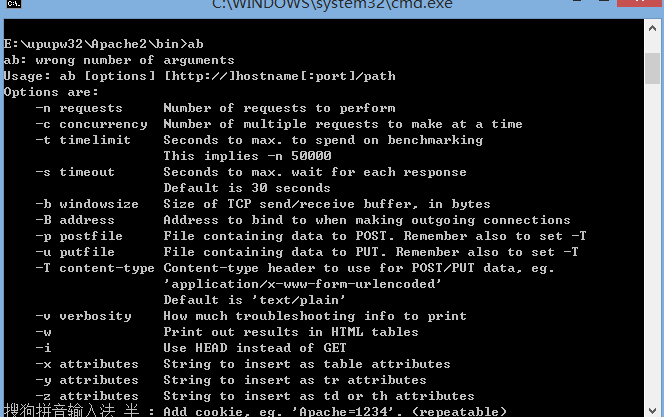 C:\WINDOWS\system32\cmd.exe
E:\upupw32\Apache2\bin>ab
ab: wrong number of arguments
Usage: ab [options] [http://]hostname[:port]/path
Options are:
    -n requests     Number of requests to perform
    -c concurrency  Number of multiple requests to make at a time
    -t timelimit    Seconds to max. to spend on benchmarking
                    This implies -n 50000
    -s timeout      Seconds to max. wait for each response
                    Default is 30 seconds
    -b windowsize   Size of TCP send/receive buffer, in bytes
    -B address      Address to bind to when making outgoing connections
    -p postfile     File containing data to POST. Remember also to set -T
    -u putfile      File containing data to PUT. Remember also to set -T
    -T content-type Content-type header to use for POST/PUT data, eg.
                    'application/x-www-form-urlencoded'
                    Default is 'text/plain'
    -v verbosity    How much troubleshooting info to print
    -w              Print out results in HTML tables
    -i              Use HEAD instead of GET
    -x attributes   String to insert as table attributes
    -y attributes   String to insert as tr attributes
    -z attributes   String to insert as td or th attributes
搜狗拼音输入法 半 : Add cookie, eg. 'Apache=1234'. (repeatable)